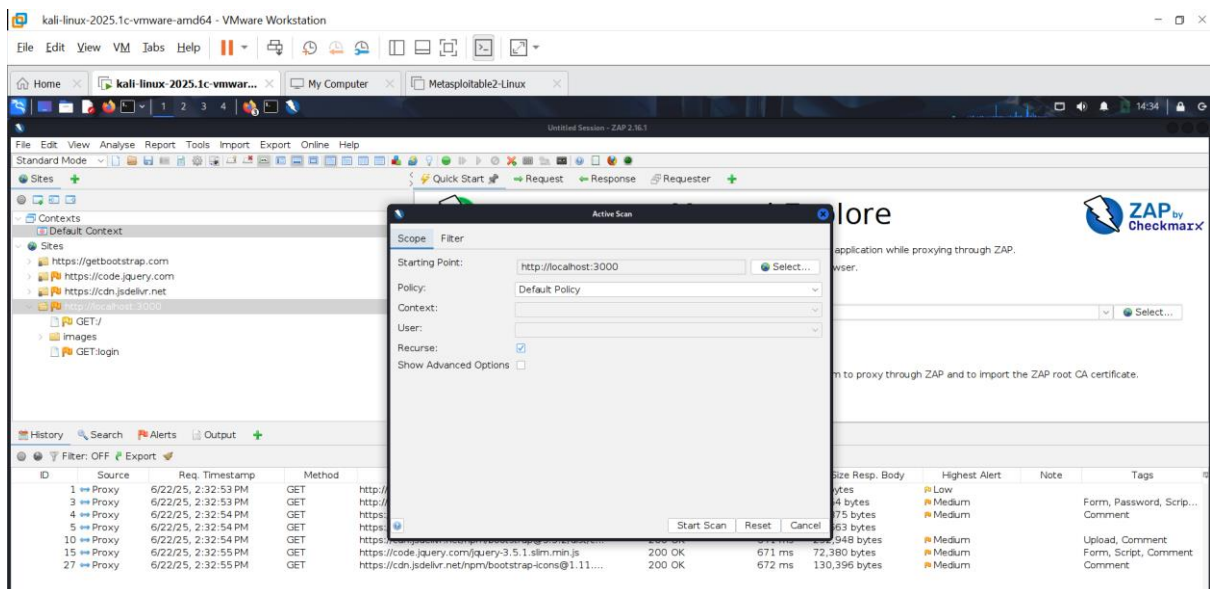 kali-linux-2025.1c-vmware-amd64 - VMware Workstation
File Edit View VM Tabs Help
Home kali-linux-2025.1c-vmwar... My Computer Metasploitable2-Linux
1 2 3 4 14:34
Untitled Session - ZAP 2.16.1
File Edit View Analyse Report Tools Import Export Online Help
Standard Mode
Sites Quick Start Request Response Requester
Contexts
Default Context
Sites
https://getbootstrap.com
https://code.jquery.com
https://cdn.jsdelivr.net
http://localhost:3000
GET:/
images
GET:login
Active Scan
Scope Filter
Starting Point: http://localhost:3000 Select...
Policy: Default Policy
Context:
User:
Recurse:
Show Advanced Options
Start Scan Reset Cancel
lore
ZAP by Checkmarx
application while proxying through ZAP.
wser.
Select...
m to proxy through ZAP and to import the ZAP root CA certificate.
History Search Alerts Output
Filter: OFF Export
ID Source Req. Timestamp Method Size Resp. Body Highest Alert Note Tags
1 Proxy 6/22/25, 2:32:53 PM GET http:/ ytes Low
3 Proxy 6/22/25, 2:32:53 PM GET http:/ 4 bytes Medium Form, Password, Scrip...
4 Proxy 6/22/25, 2:32:54 PM GET https: 375 bytes Medium Comment
5 Proxy 6/22/25, 2:32:54 PM GET https: 63 bytes
10 Proxy 6/22/25, 2:32:54 PM GET 948 bytes Medium Upload, Comment
15 Proxy 6/22/25, 2:32:55 PM GET https://code.jquery.com/jquery-3.5.1.slim.min.js 200 OK 671 ms 72,380 bytes Medium Form, Script, Comment
27 Proxy 6/22/25, 2:32:55 PM GET https://cdn.jsdelivr.net/npm/bootstrap-icons@1.11.... 200 OK 672 ms 130,396 bytes Medium Comment